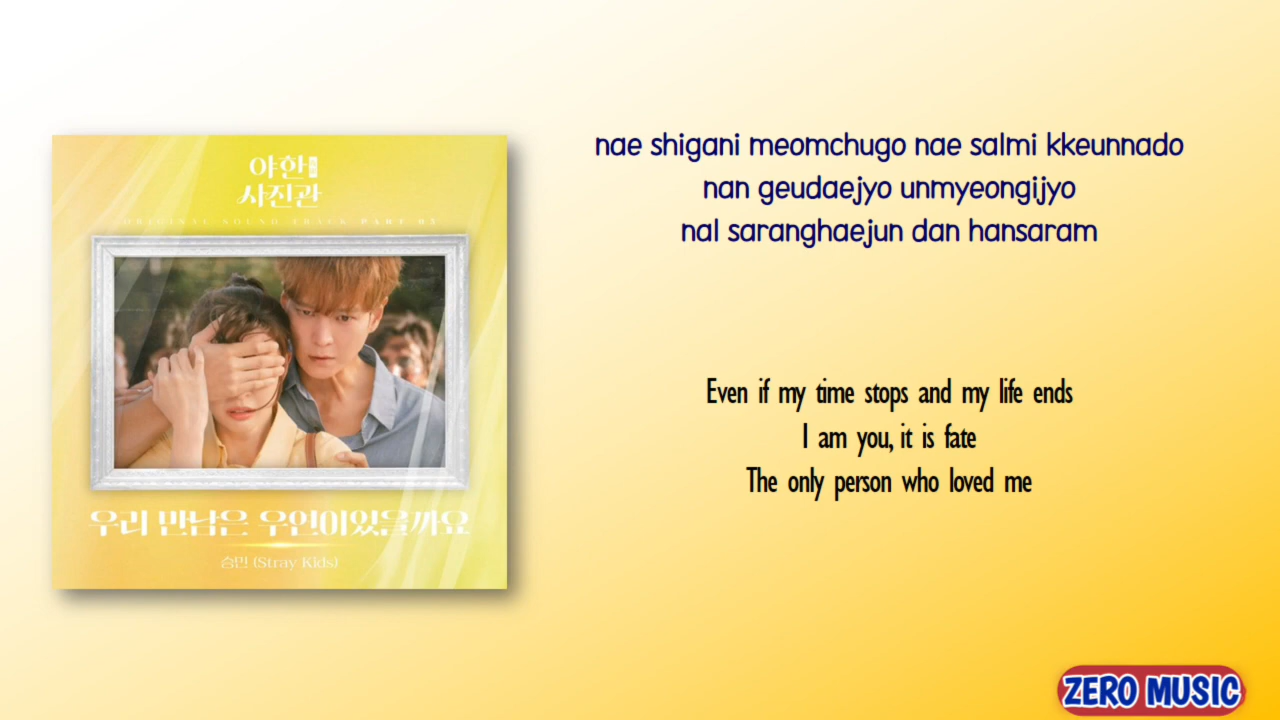 야한
사진관
ORIGINAL SOUND TRACK PART 03
우리 만남은 우연이었을까요
승민 (Stray Kids)
nae shigani meomchugo nae salmi kkeunnado
nan geudaejyo unmyeongijyo
nal saranghaejun dan hansaram
Even if my time stops and my life ends
I am you, it is fate
The only person who loved me
ZERO MUSIC